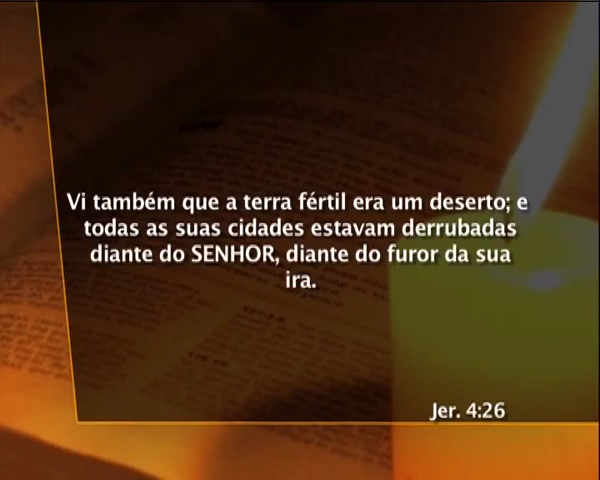 Vi também que a terra fértil era um deserto; e
todas as suas cidades estavam derrubadas
diante do SENHOR, diante do furor da sua
ira.
Jer. 4:26